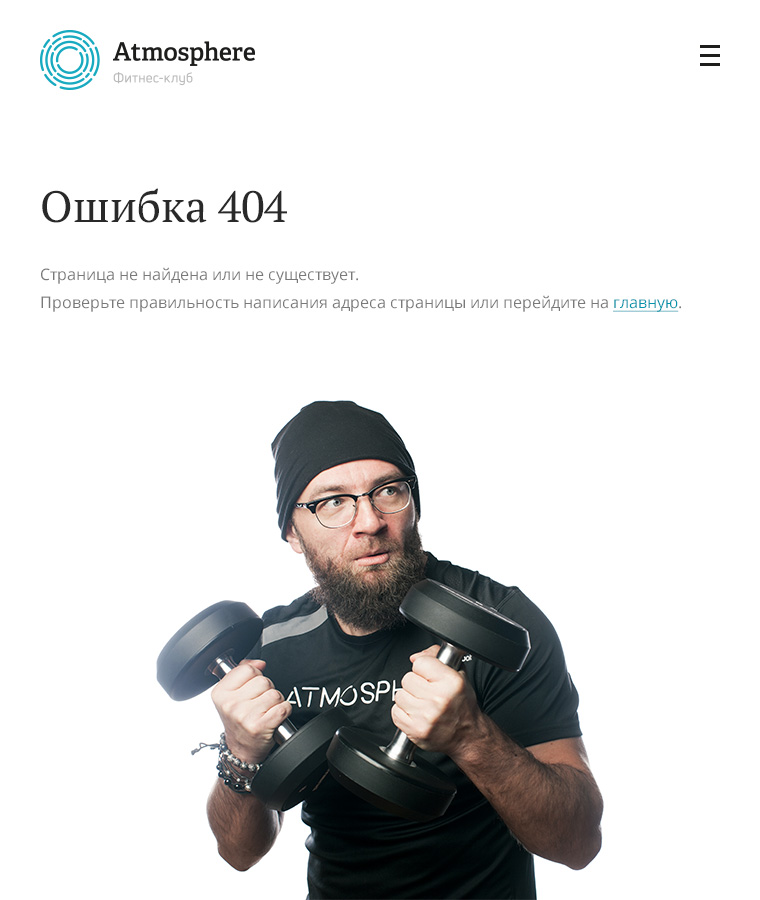 Atmosphere
Фитнес-клуб
Ошибка 404
Страница не найдена или не существует.
Проверьте правильность написания адреса страницы или перейдите на главную.
ATMOSPH